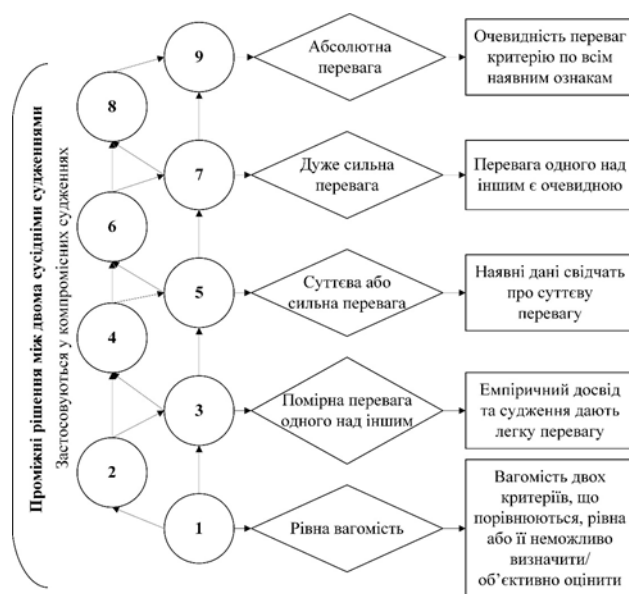 Проміжні рішення між двома сусідніми судженнями
Застосовуються у компромісних судженнях
9
Абсолютна
перевага
Очевидність переваг
критерію по всім
наявним ознакам
8
7
Дуже сильна
перевага
Перевага одного над
іншим є очевидною
6
5
Суттєва або
сильна перевага
Наявні дані свідчать
про суттєву
перевагу
4
3
Помірна перевага
одного над іншим
Емпіричний досвід
та судження дають
легку перевагу
2
1
Рівна вагомість
Вагомість двох
критеріїв, що
порівнюються, рівна
або її неможливо
визначити/
об’єктивно оцінити